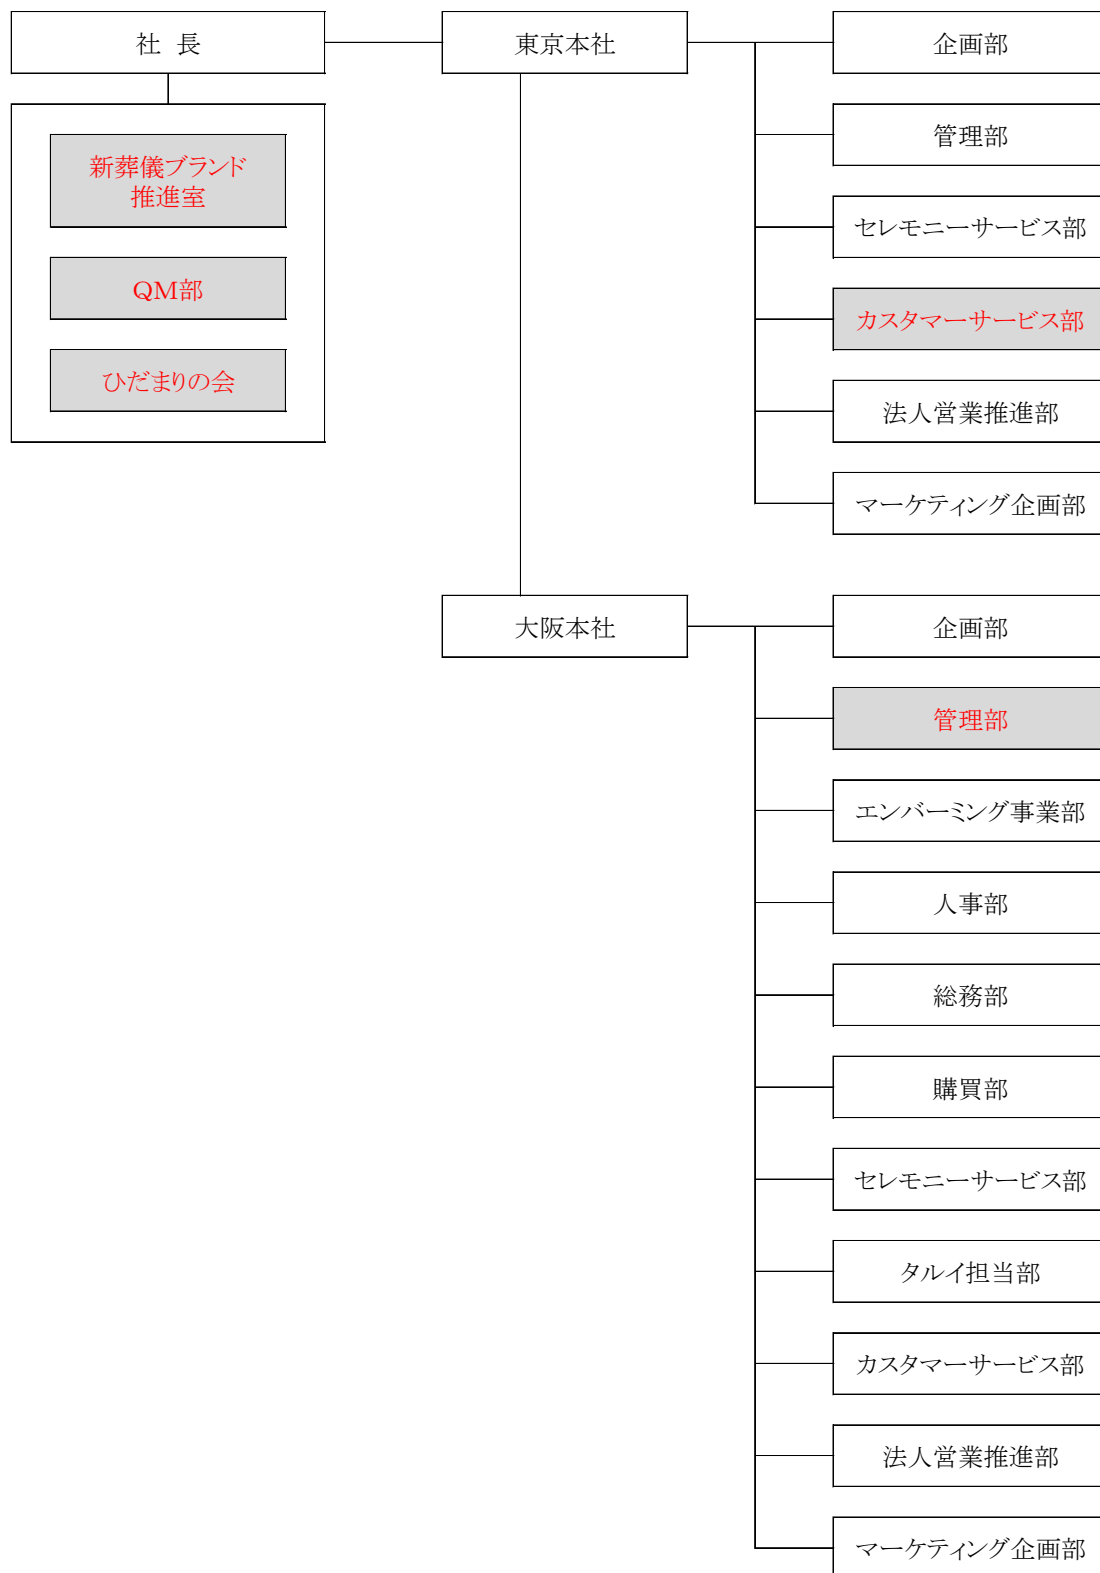 社 長
東京本社
企画部
新葬儀ブランド
推進室
QM部
ひだまりの会
管理部
セレモニーサービス部
カスタマーサービス部
法人営業推進部
マーケティング企画部
大阪本社
企画部
管理部
エンバーミング事業部
人事部
総務部
購買部
セレモニーサービス部
タルイ担当部
カスタマーサービス部
法人営業推進部
マーケティング企画部